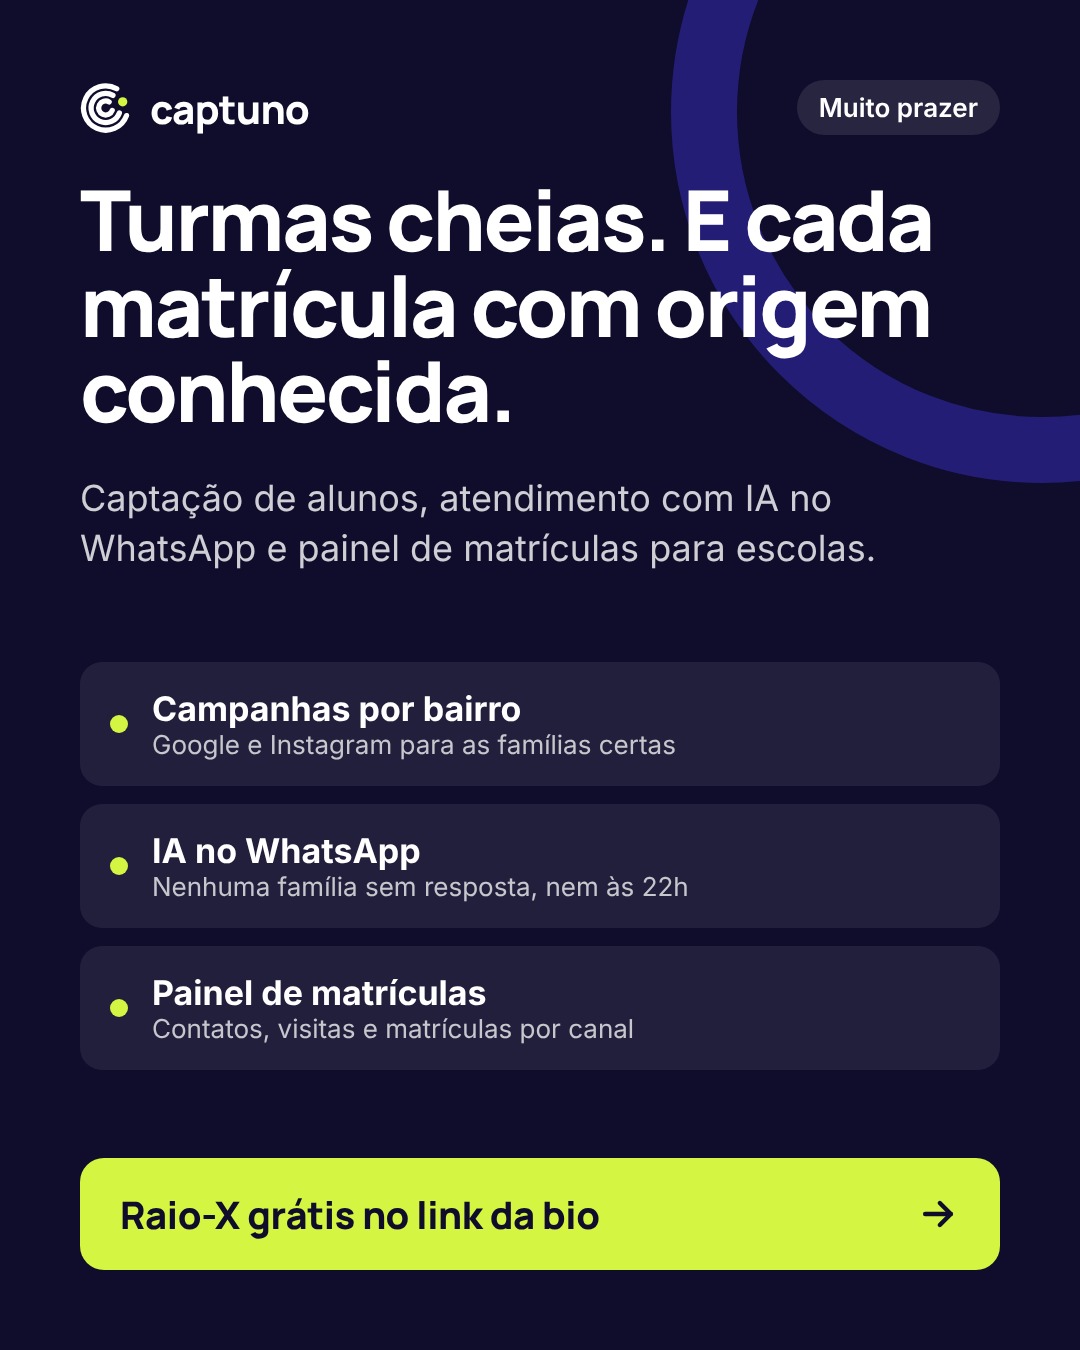 captuno
Muito prazer
Turmas cheias. E cada
matrícula com origem
conhecida.
Captação de alunos, atendimento com IA no
WhatsApp e painel de matrículas para escolas.
Campanhas por bairro
Google e Instagram para as famílias certas
IA no WhatsApp
Nenhuma família sem resposta, nem às 22h
Painel de matrículas
Contatos, visitas e matrículas por canal
Raio-X grátis no link da bio